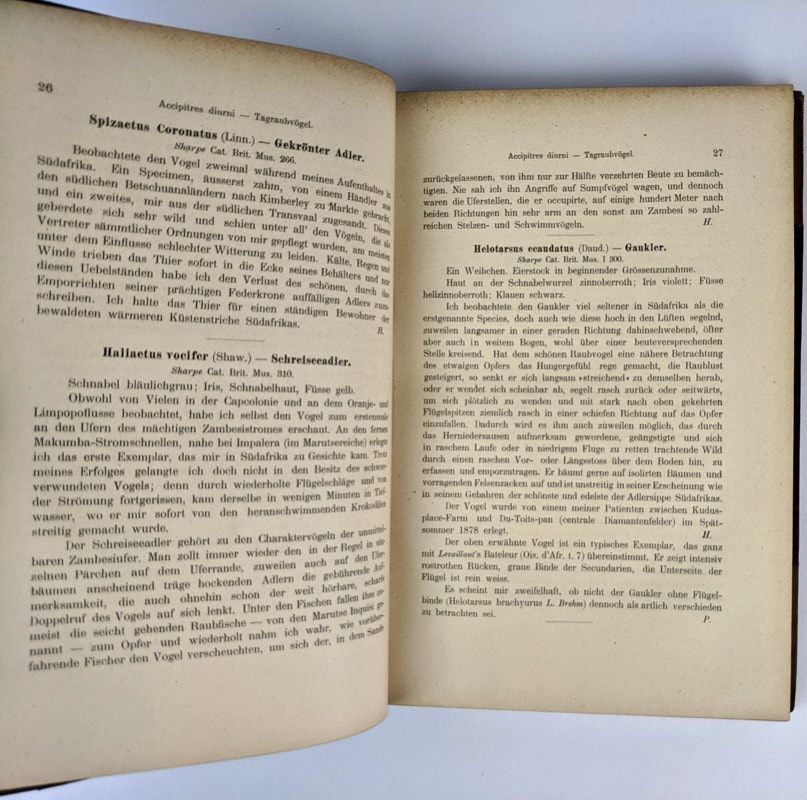 26
Accipitres diurni — Tagraubvögel.
Spizaetus Coronatus (Linn.) — Gekrönter Adler.
Sharpe Cat. Brit. Mus. 266.
Beobachtete den Vogel zweimal während meines Aufenthaltes in
Südafrika. Ein Specimen, äusserst zahm, von einem Händler aus
den südlichen Betschuanaländern nach Kimberley zu Markte gebracht,
und ein zweites, mir aus der südlichen Transvaal zugesandt. Dieses
geberdete sich sehr wild und schien unter all' den Vögeln, die als
Vertreter sämmtlicher Ordnungen von mir gepflegt wurden, am meisten
unter dem Einflusse schlechter Witterung zu leiden. Kälte, Regen und
Winde trieben das Thier sofort in die Ecke seines Behälters und nur
diesen Uebelständen habe ich den Verlust des schönen, durch das
Emporrichten seiner prächtigen Federkrone auffälligen Adlers zuzu-
schreiben. Ich halte das Thier für einen ständigen Bewohner der
bewaldeten wärmeren Küstenstriche Südafrikas.
H.
Haliaetus vocifer (Shaw.) — Schreiseeadler.
Sharpe Cat. Brit. Mus. 310.
Schnabel bläulichgrau; Iris, Schnabelhaut, Füsse gelb.
Obwohl von Vielen in der Capcolonie und an dem Oranje- und
Limpopoflusse beobachtet, habe ich selbst den Vogel zum erstenmale
an den Ufern des mächtigen Zambesistromes erschaut. An den fernen
Makumba-Stromschnellen, nahe bei Impalera (im Marutsereiche) erlegte
ich das erste Exemplar, das mir in Südafrika zu Gesichte kam. Trotz
meines Erfolges gelangte ich doch nicht in den Besitz des schwer-
verwundeten Vogels; denn durch wiederholte Flügelschläge und von
der Strömung fortgerissen, kam derselbe in wenigen Minuten in Tief-
wasser, wo er mir sofort von den heranschwimmenden Krokodilen
streitig gemacht wurde.
Der Schreiseeadler gehört zu den Charaktervögeln der unmittel-
baren Zambesiufer. Man zollt immer wieder den in der Regel in ein-
zelnen Pärchen auf dem Uferrande, zuweilen auch auf den Ufer-
bäumen anscheinend träge hockenden Adlern die gebührende Auf-
merksamkeit, die auch ohnehin schon der weit hörbare, scharfe
Doppelruf des Vogels auf sich lenkt. Unter den Fischen fallen ihm zu-
meist die seicht gehenden Raubfische — von den Marutse Inquisi ge-
nannt — zum Opfer und wiederholt nahm ich wahr, wie vorüber-
fahrende Fischer den Vogel verscheuchten, um sich der, in dem Sande
Accipitres diurni — Tagraubvögel.
27
zurückgelassenen, von ihm nur zur Hälfte verzehrten Beute zu bemäch-
tigten. Nie sah ich ihn Angriffe auf Sumpfvögel wagen, und dennoch
waren die Uferstellen, die er occupirte, auf einige hundert Meter nach
beiden Richtungen hin sehr arm an den sonst am Zambesi so zahl-
reichen Stelzen- und Schwimmvögeln.
H.
Helotarsus ecaudatus (Daud.) — Gaukler.
Sharpe Cat. Brit. Mus. I 300.
Ein Weibchen. Eierstock in beginnender Grössenzunahme.
Haut an der Schnabelwurzel zinnoberroth; Iris violett; Füsse
hellzinnoberroth; Klauen schwarz.
Ich beobachtete den Gaukler viel seltener in Südafrika als die
erstgenannte Species, doch auch wie diese hoch in den Lüften segelnd,
zuweilen langsamer in einer geraden Richtung dahinschwebend, öfter
aber auch in weitem Bogen, wohl über einer beuteversprechenden
Stelle kreisend. Hat dem schönen Raubvogel eine nähere Betrachtung
des etwaigen Opfers das Hungergefühl rege gemacht, die Raublust
gesteigert, so senkt er sich langsam »streichend« zu demselben herab,
oder er wendet sich scheinbar ab, segelt rasch zurück oder seitwärts,
um sich plötzlich zu wenden und mit stark nach oben gekehrten
Flügelspitzen ziemlich rasch in einer schiefen Richtung auf das Opfer
einzufallen. Dadurch wird es ihm auch zuweilen möglich, das durch
das Herniedersausen aufmerksam gewordene, geängstigte und sich
in raschem Laufe oder in niedrigem Fluge zu retten trachtende Wild
durch einen raschen Vor- oder Längsstoss über dem Boden hin, zu
erfassen und emporzutragen. Er bäumt gerne auf isolirten Bäumen und
vorragenden Felsenzacken auf und ist unstreitig in seiner Erscheinung wie
in seinem Gebahren der schönste und edelste der Adlersippe Südafrikas.
Der Vogel wurde von einem meiner Patienten zwischen Kudus-
place-Farm und Du-Toits-pan (centrale Diamantenfelder) im Spät-
sommer 1878 erlegt.
H.
Der oben erwähnte Vogel ist ein typisches Exemplar, das ganz
mit Levaillant's Bateleur (Ois. d'Afr. t. 7) übereinstimmt. Er zeigt intensiv
rostrothen Rücken, graue Binde der Secundarien, die Unterseite der
Flügel ist rein weiss.
Es scheint mir zweifelhaft, ob nicht der Gaukler ohne Flügel-
binde (Helotarsus brachyurus L. Brehm) dennoch als artlich verschieden
zu betrachten sei.
P.